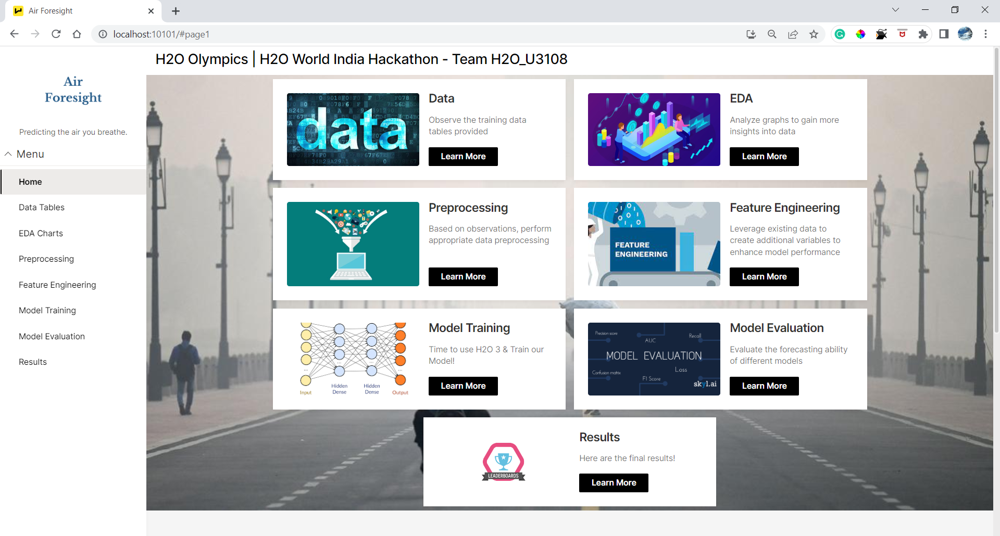 Air Foresight
localhost:10101/#page1
H2O Olympics | H2O World India Hackathon - Team H2O_U3108
Air
Foresight
Predicting the air you breathe.
Menu
Home
Data Tables
EDA Charts
Preprocessing
Feature Engineering
Model Training
Model Evaluation
Results
data
Data
Observe the training data
tables provided
Learn More
EDA
Analyze graphs to gain more
insights into data
Learn More
Preprocessing
Based on observations, perform
appropriate data preprocessing
Learn More
FEATURE
ENGINEERING
Feature Engineering
Leverage existing data to
create additional variables to
enhance model performance
Learn More
Input
Hidden
Dense
Hidden
Dense
Output
Model Training
Time to use H2O 3 & Train our
Model!
Learn More
Precision score
AUC
Recall
MODEL EVALUATION
Confusion matrix
F1 Score
Loss
skyl.ai
Model Evaluation
Evaluate the forecasting ability
of different models
Learn More
LEADERBOARDS
Results
Here are the final results!
Learn More